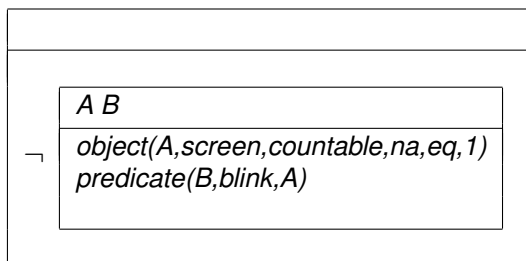 A B
¬
object(A,screen,countable,na,eq,1)
predicate(B,blink,A)